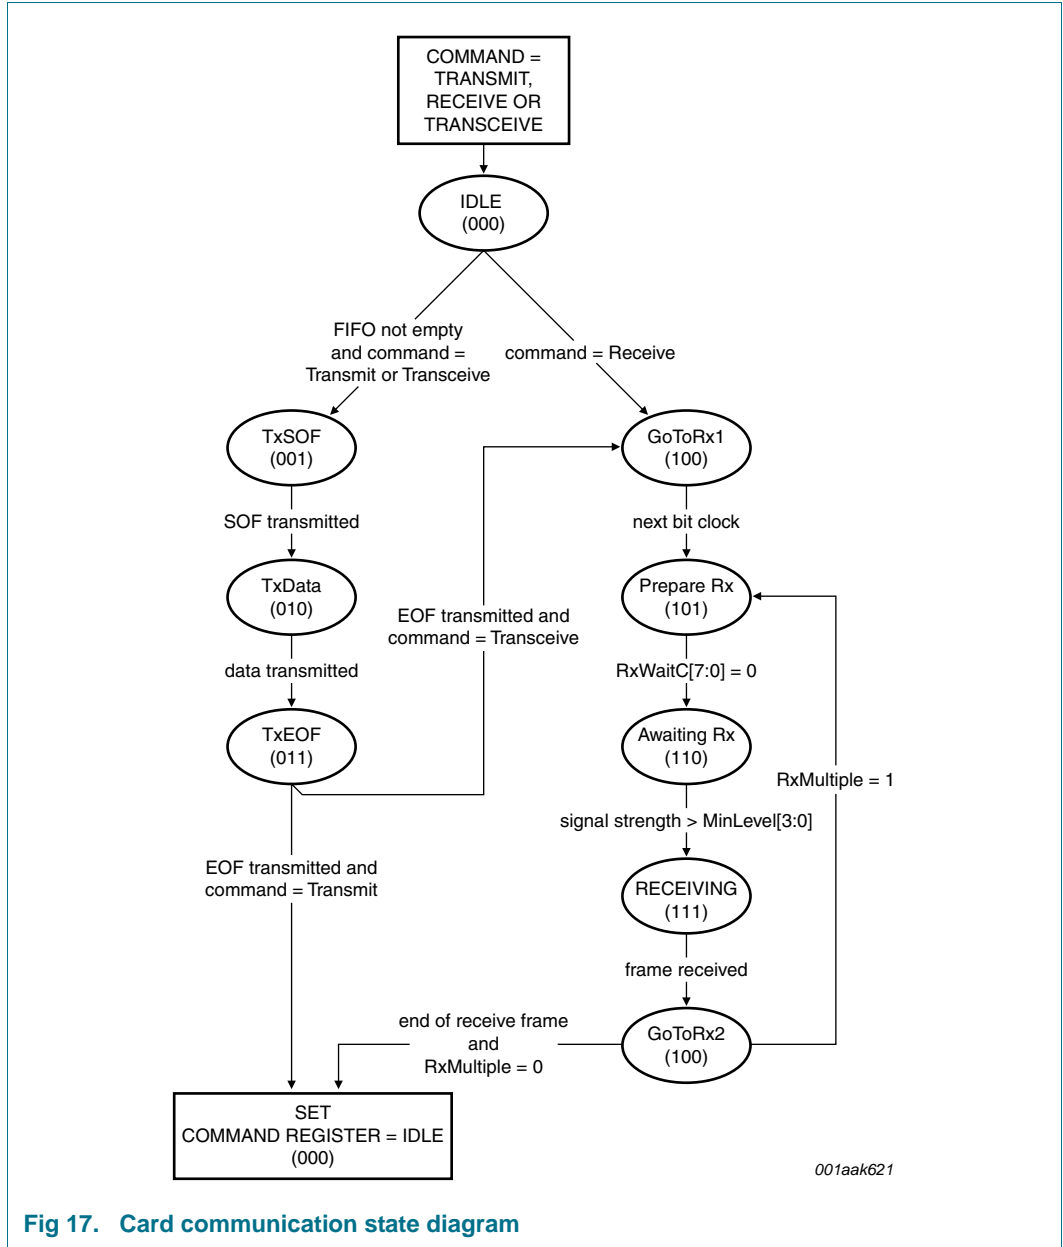 COMMAND =
TRANSMIT,
RECEIVE OR
TRANSCEIVE
IDLE
(000)
FIFO not empty
and command =
Transmit or Transceive
command = Receive
TxSOF
(001)
GoToRx1
(100)
SOF transmitted
next bit clock
TxData
(010)
Prepare Rx
(101)
EOF transmitted and
command = Transceive
data transmitted
RxWaitC[7:0] = 0
TxEOF
(011)
Awaiting Rx
(110)
RxMultiple = 1
signal strength > MinLevel[3:0]
EOF transmitted and
command = Transmit
RECEIVING
(111)
frame received
end of receive frame
and
RxMultiple = 0
GoToRx2
(100)
SET
COMMAND REGISTER = IDLE
(000)
001aak621
Fig 17. Card communication state diagram